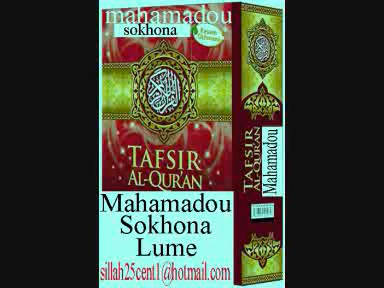 mahamadou
sokhona
TAFSIR
AL-QUR'AN
Mahamadou
Sokhona
Lume
sillah25cent1@hotmail.com
TAFSIR
AL-QUR'AN
Mahamadou